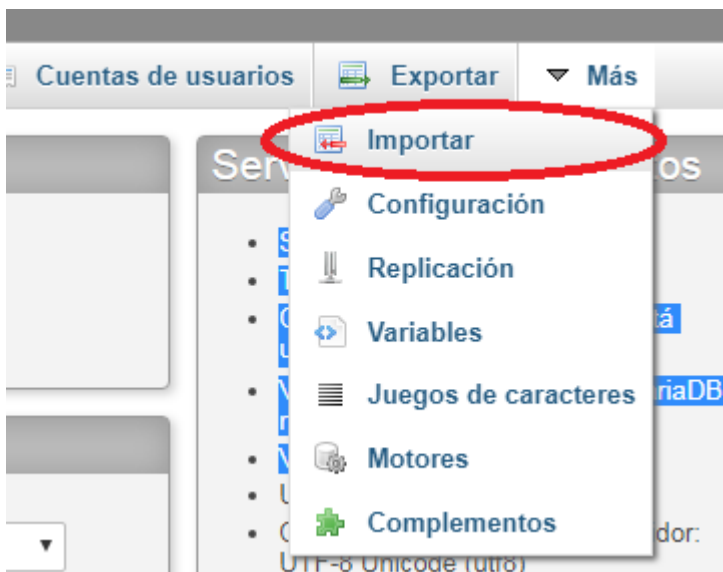 Cuentas de usuarios Exportar Más
Importar
Configuración
Replicación
Variables
Juegos de caracteres
Motores
Complementos
UTF-8 Unicode (utf8)